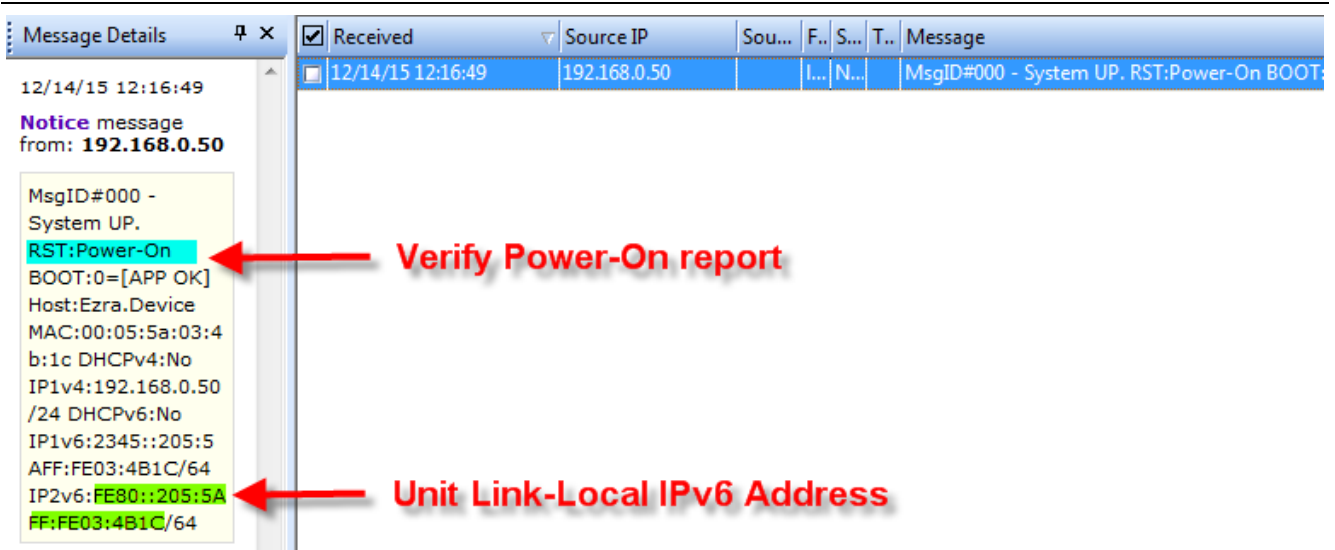 Message Details
12/14/15 12:16:49
Notice message
from: 192.168.0.50
MsgID#000 -
System UP.
RST:Power-On
BOOT:0=[APP OK]
Host:Ezra.Device
MAC:00:05:5a:03:4
b:1c DHCPv4:No
IP1v4:192.168.0.50
/24 DHCPv6:No
IP1v6:2345::205:5
AFF:FE03:4B1C/64
IP2v6:FE80::205:5A
FF:FE03:4B1C/64
Received Source IP Sou... F.. S... T.. Message
12/14/15 12:16:49 192.168.0.50 I... N... MsgID#000 - System UP. RST:Power-On BOOT:
Verify Power-On report
Unit Link-Local IPv6 Address